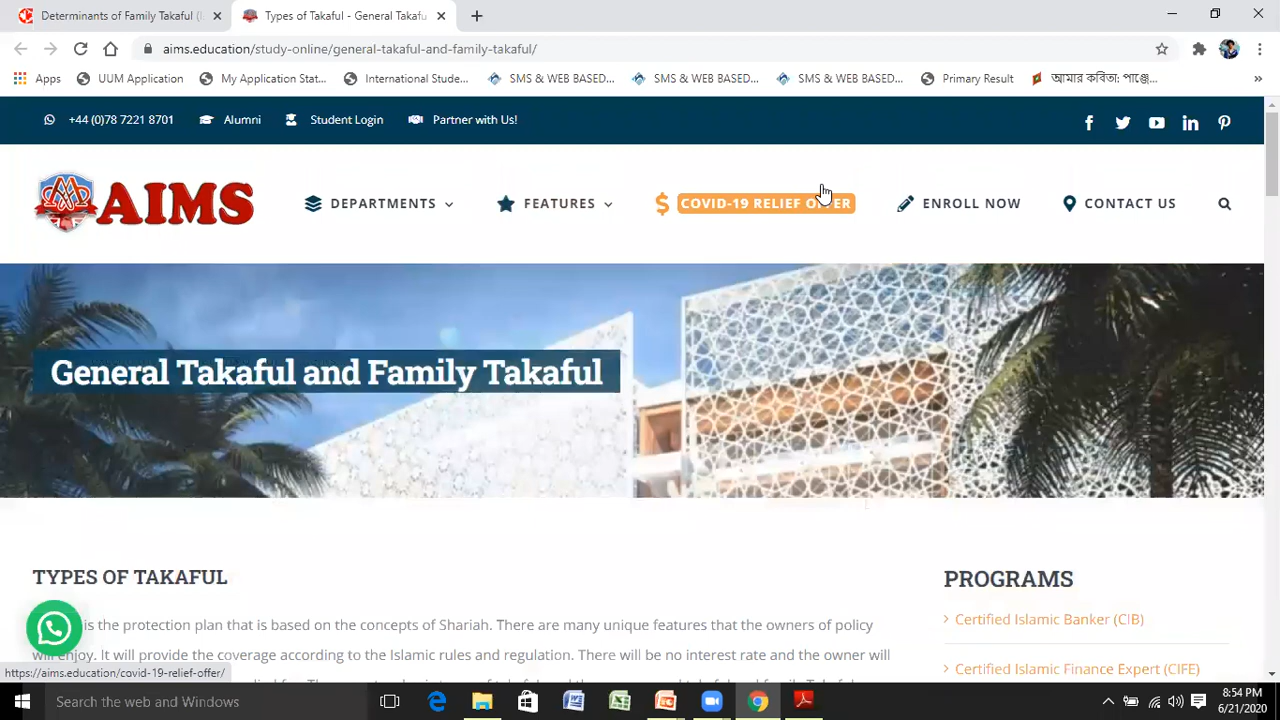 Determinants of Family Takaful (
Types of Takaful - General Takafu
aims.education/study-online/general-takaful-and-family-takaful/
Apps
UUM Application
My Application Stat...
International Stude...
SMS & WEB BASED...
SMS & WEB BASED...
SMS & WEB BASED...
Primary Result
আমার কবিতা: পাঞ্জে...
+44 (0)78 7221 8701
Alumni
Student Login
Partner with Us!
AIMS
DEPARTMENTS
FEATURES
COVID-19 RELIEF OFFER
ENROLL NOW
CONTACT US
General Takaful and Family Takaful
TYPES OF TAKAFUL
is the protection plan that is based on the concepts of Shariah. There are many unique features that the owners of policy
will enjoy. It will provide the coverage according to the Islamic rules and regulation. There will be no interest rate and the owner will
PROGRAMS
Certified Islamic Banker (CIB)
Certified Islamic Finance Expert (CIFE)
https://aims.education/covid-19-relief-offer/
Search the web and Windows
8:54 PM
6/21/2020